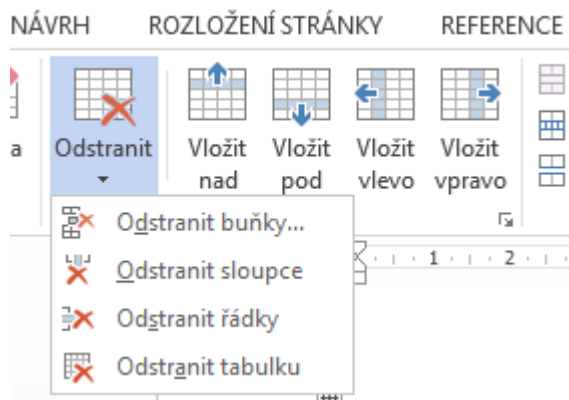 NÁVRH ROZLOŽENÍ STRÁNKY REFERENCE
a Odstranit Vložit nad Vložit pod Vložit vlevo Vložit vpravo
Odstranit buňky...
1 2
Odstranit sloupce
Odstranit řádky
Odstranit tabulku